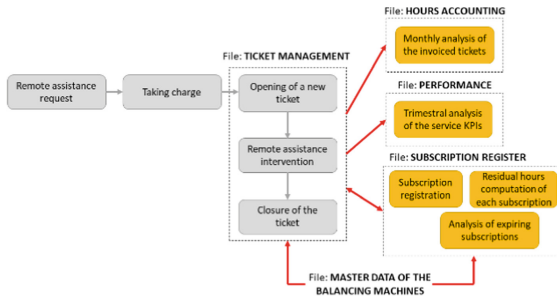 File: HOURS ACCOUNTING
Monthly analysis of
the invoiced tickets
File: TICKET MANAGEMENT
File: PERFORMANCE
Remote assistance
request
Taking charge
Opening of a new
ticket
Trimestral analysis
of the service KPIs
Remote assistance
intervention
File: SUBSCRIPTION REGISTER
Subscription
registration
Residual hours
computation of
each subscription
Closure of the
ticket
Analysis of expiring
subscriptions
File: MASTER DATA OF THE
BALANCING MACHINES